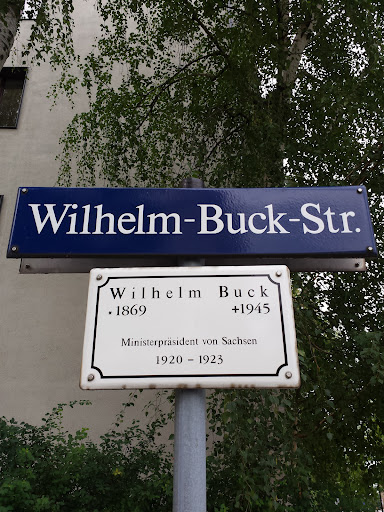 Wilhelm-Buck-Str.
Wilhelm Buck
.1869 +1945
Ministerpräsident von Sachsen
1920 - 1923